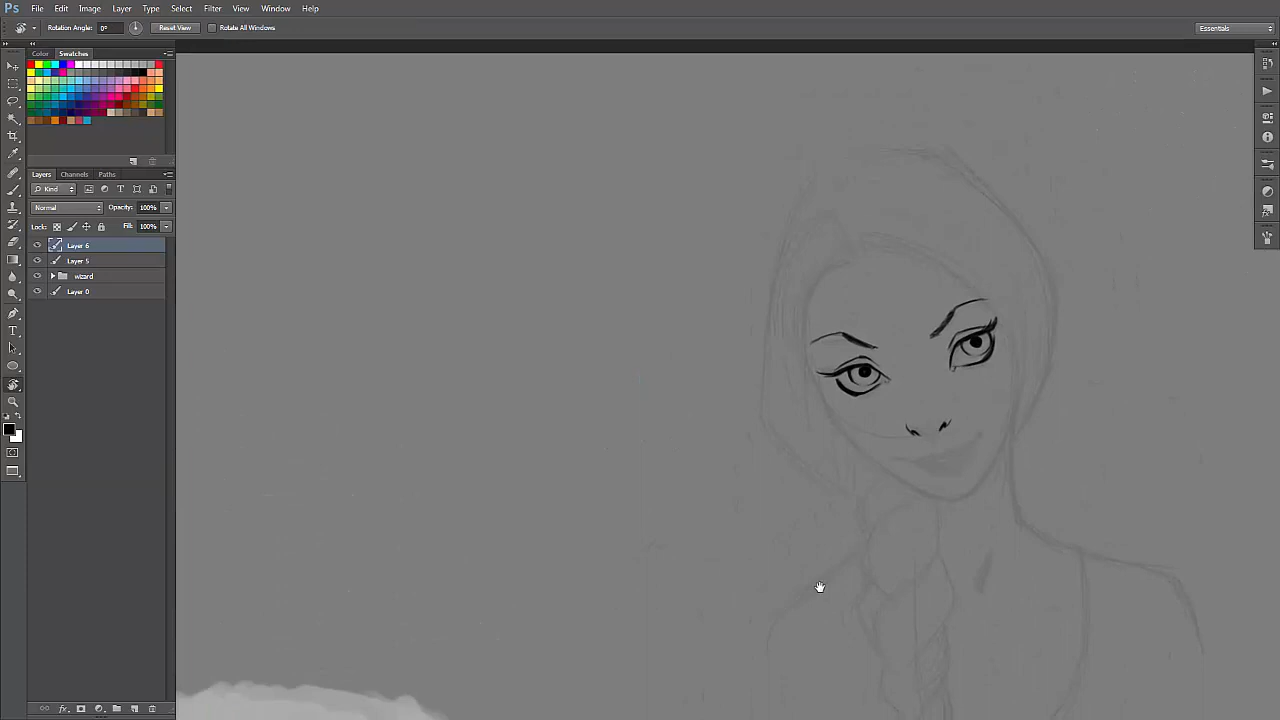 Ps File Edit Image Layer Type Select Filter View Window Help
Rotation Angle: 0° Reset View Rotate All Windows Essentials
Color Swatches
Layers Channels Paths
Kind
Normal Opacity: 100%
Lock: Fill: 100%
Layer 6
Layer 5
wizard
Layer 0
T
fx